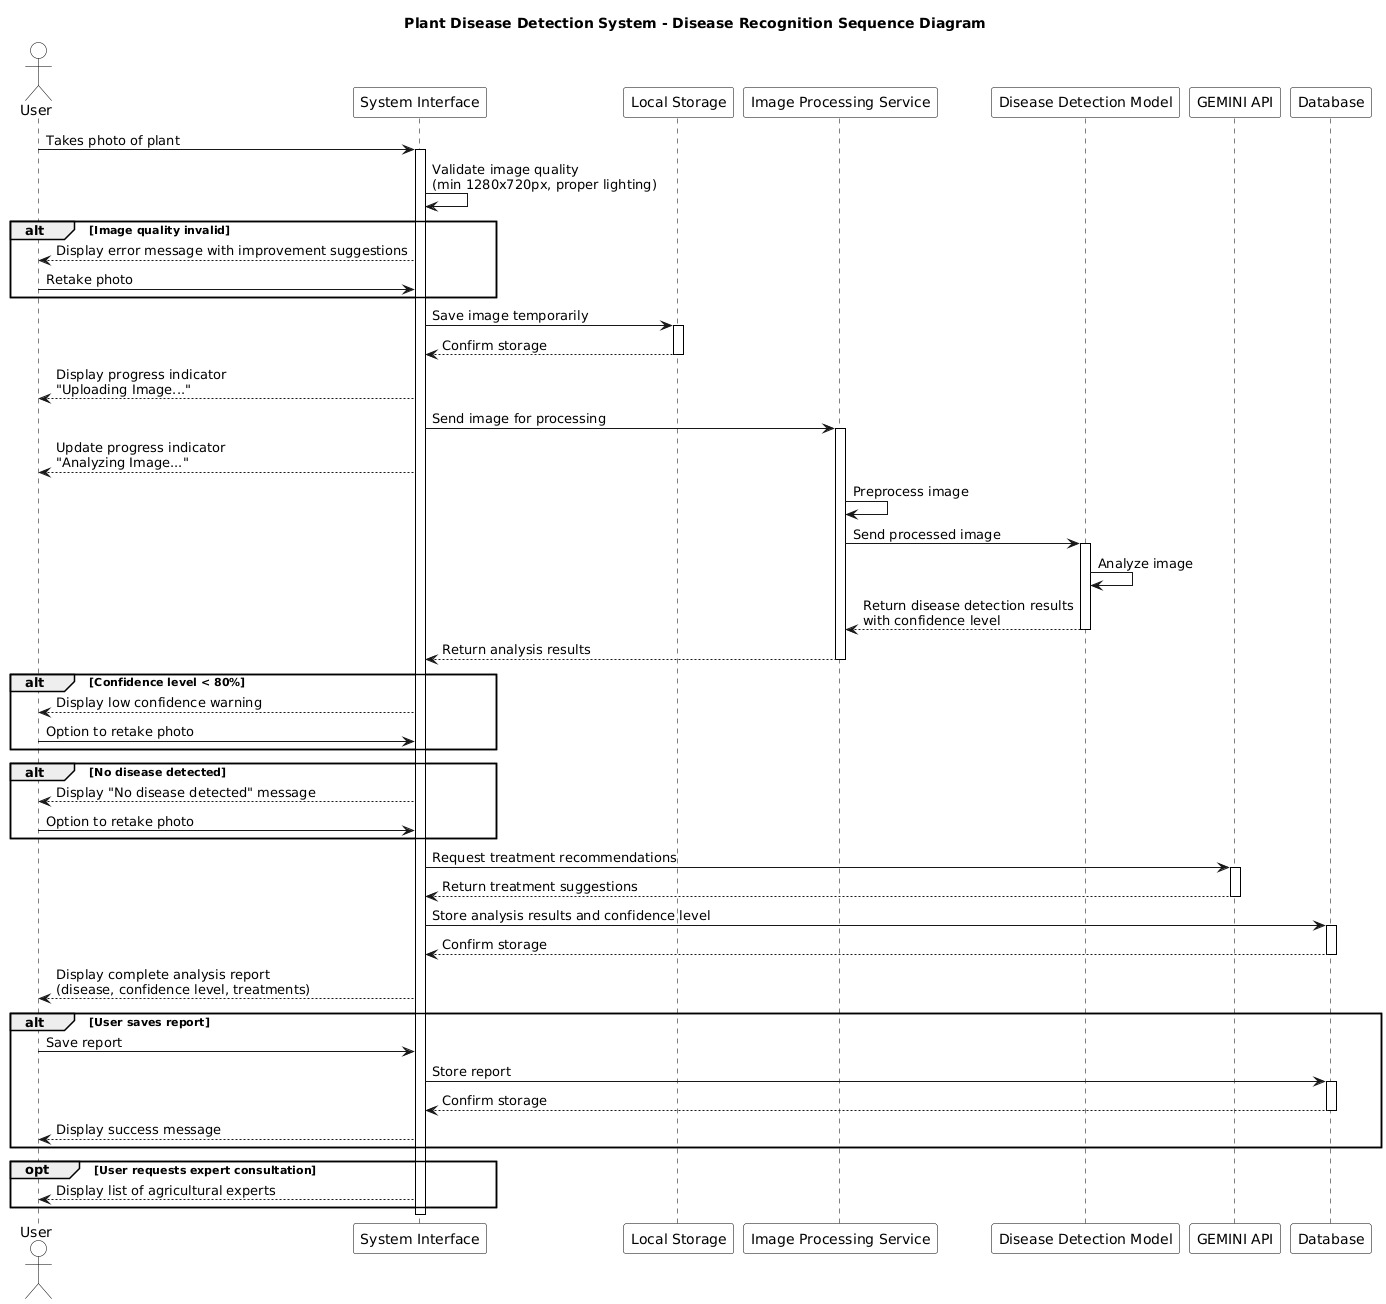 Plant Disease Detection System - Disease Recognition Sequence Diagram
User
System Interface
Local Storage
Image Processing Service
Disease Detection Model
GEMINI API
Database
Takes photo of plant
Validate image quality
(min 1280x720px, proper lighting)
alt
[Image quality invalid]
Display error message with improvement suggestions
Retake photo
Save image temporarily
Confirm storage
Display progress indicator
"Uploading Image..."
Send image for processing
Update progress indicator
"Analyzing Image..."
Preprocess image
Send processed image
Analyze image
Return disease detection results
with confidence level
Return analysis results
alt
[Confidence level < 80%]
Display low confidence warning
Option to retake photo
alt
[No disease detected]
Display "No disease detected" message
Option to retake photo
Request treatment recommendations
Return treatment suggestions
Store analysis results and confidence level
Confirm storage
Display complete analysis report
(disease, confidence level, treatments)
alt
[User saves report]
Save report
Store report
Confirm storage
Display success message
opt
[User requests expert consultation]
Display list of agricultural experts
User
System Interface
Local Storage
Image Processing Service
Disease Detection Model
GEMINI API
Database